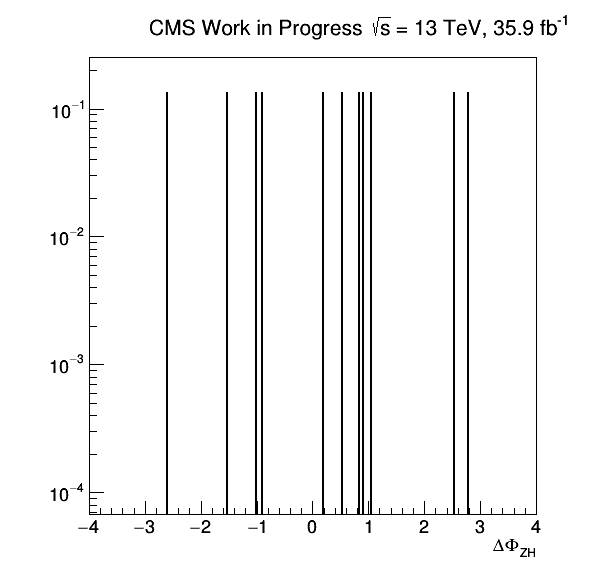 CMS Work in Progress √s = 13 TeV, 35.9 fb⁻¹
10⁻¹
10⁻²
10⁻³
10⁻⁴
−4 −3 −2 −1 0 1 2 3 4
ΔΦ_ZH